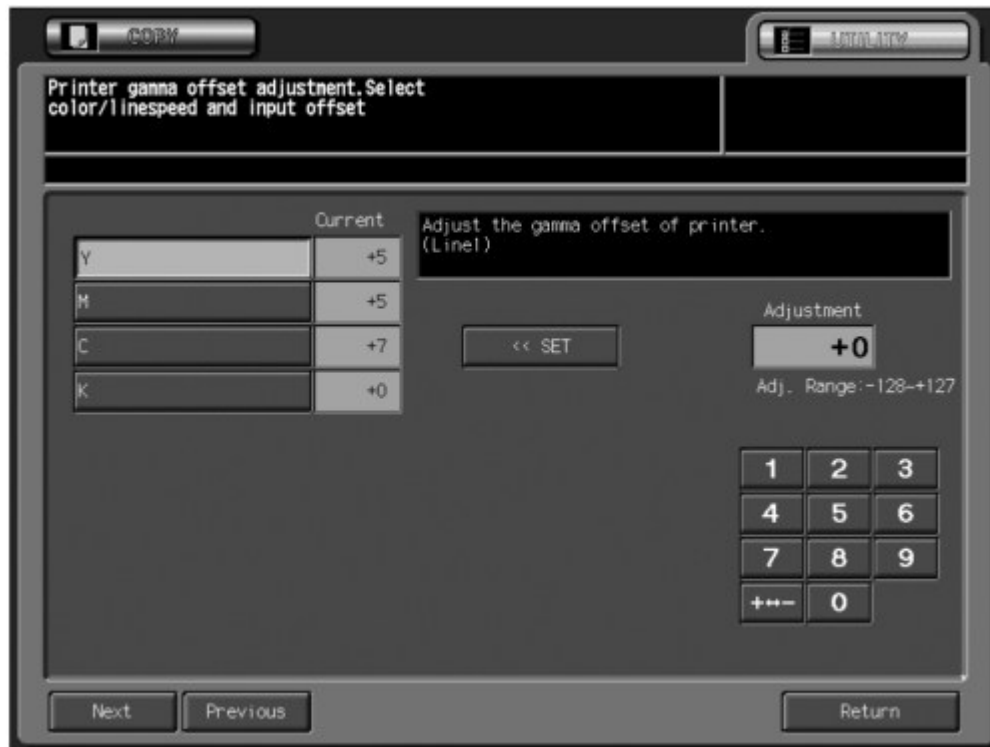 COPY
UTILITY
Printer gamma offset adjustment.Select
color/linespeed and input offset
Current
Y +5
M +5
C +7
K +0
Adjust the gamma offset of printer.
(Line1)
<< SET
Adjustment
+0
Adj. Range:-128~+127
1 2 3
4 5 6
7 8 9
+↔- 0
Next Previous Return